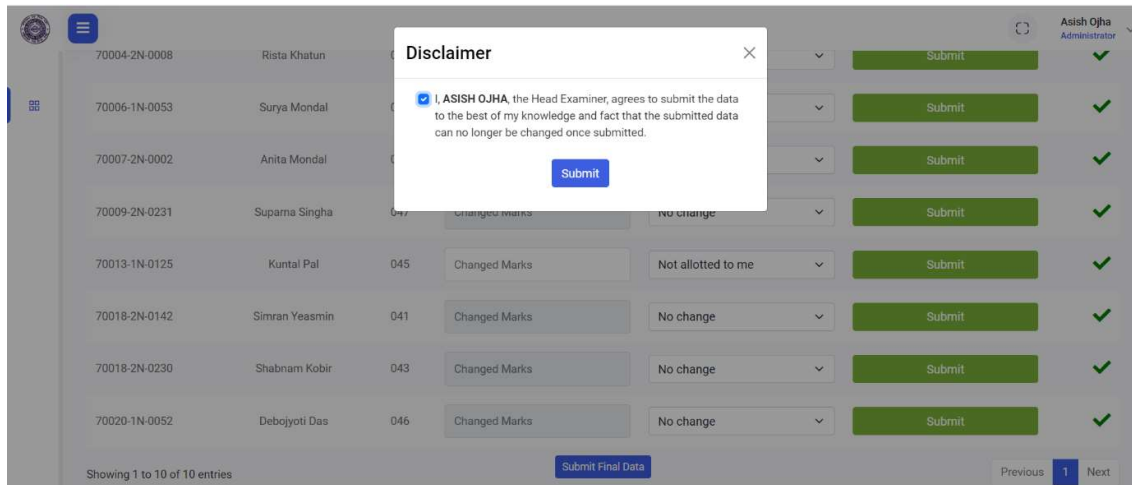 Asish Ojha
Administrator
70004-2N-0008 Rista Khatun Submit
Disclaimer
I, ASISH OJHA, the Head Examiner, agrees to submit the data
to the best of my knowledge and fact that the submitted data
can no longer be changed once submitted.
Submit
70006-1N-0053 Surya Mondal Submit
70007-2N-0002 Anita Mondal Submit
70009-2N-0231 Suparna Singha 047 Changed Marks No change Submit
70013-1N-0125 Kuntal Pal 045 Changed Marks Not allotted to me Submit
70018-2N-0142 Simran Yeasmin 041 Changed Marks No change Submit
70018-2N-0230 Shabnam Kobir 043 Changed Marks No change Submit
70020-1N-0052 Debojyoti Das 046 Changed Marks No change Submit
Showing 1 to 10 of 10 entries Submit Final Data Previous 1 Next